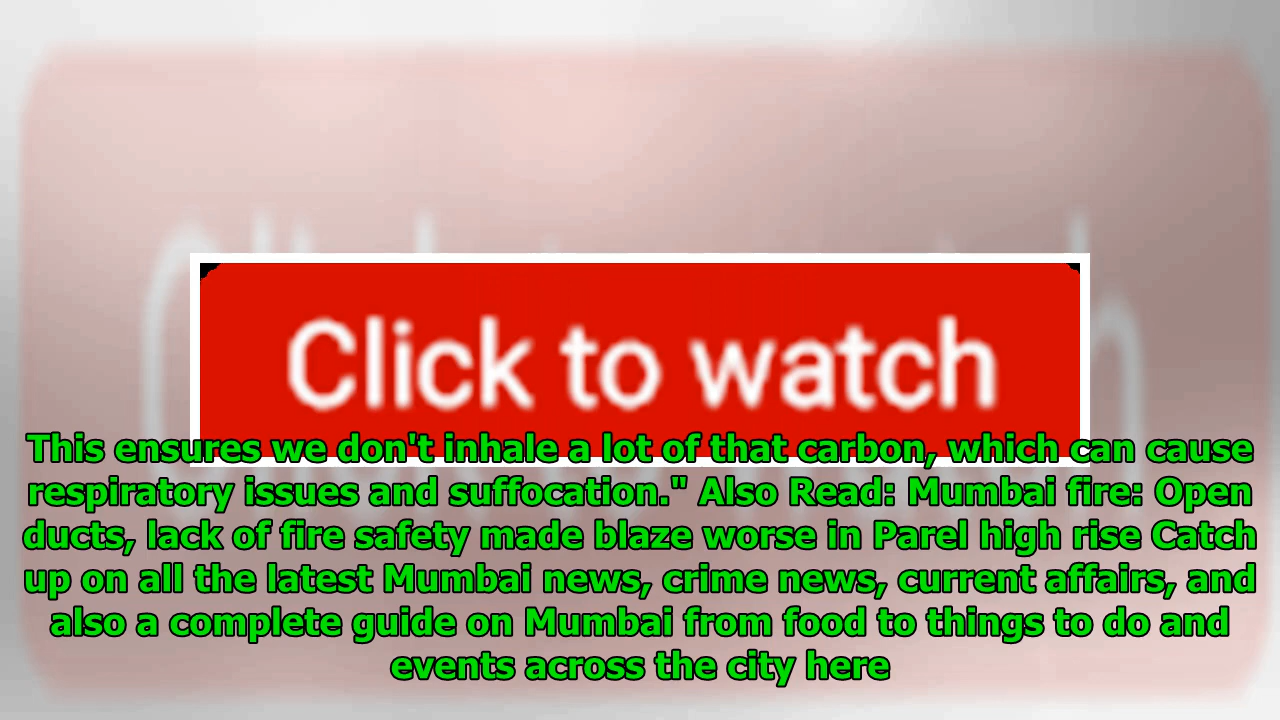 Click to watch
This ensures we don't inhale a lot of that carbon, which can cause
respiratory issues and suffocation." Also Read: Mumbai fire: Open
ducts, lack of fire safety made blaze worse in Parel high rise Catch
up on all the latest Mumbai news, crime news, current affairs, and
also a complete guide on Mumbai from food to things to do and
events across the city here